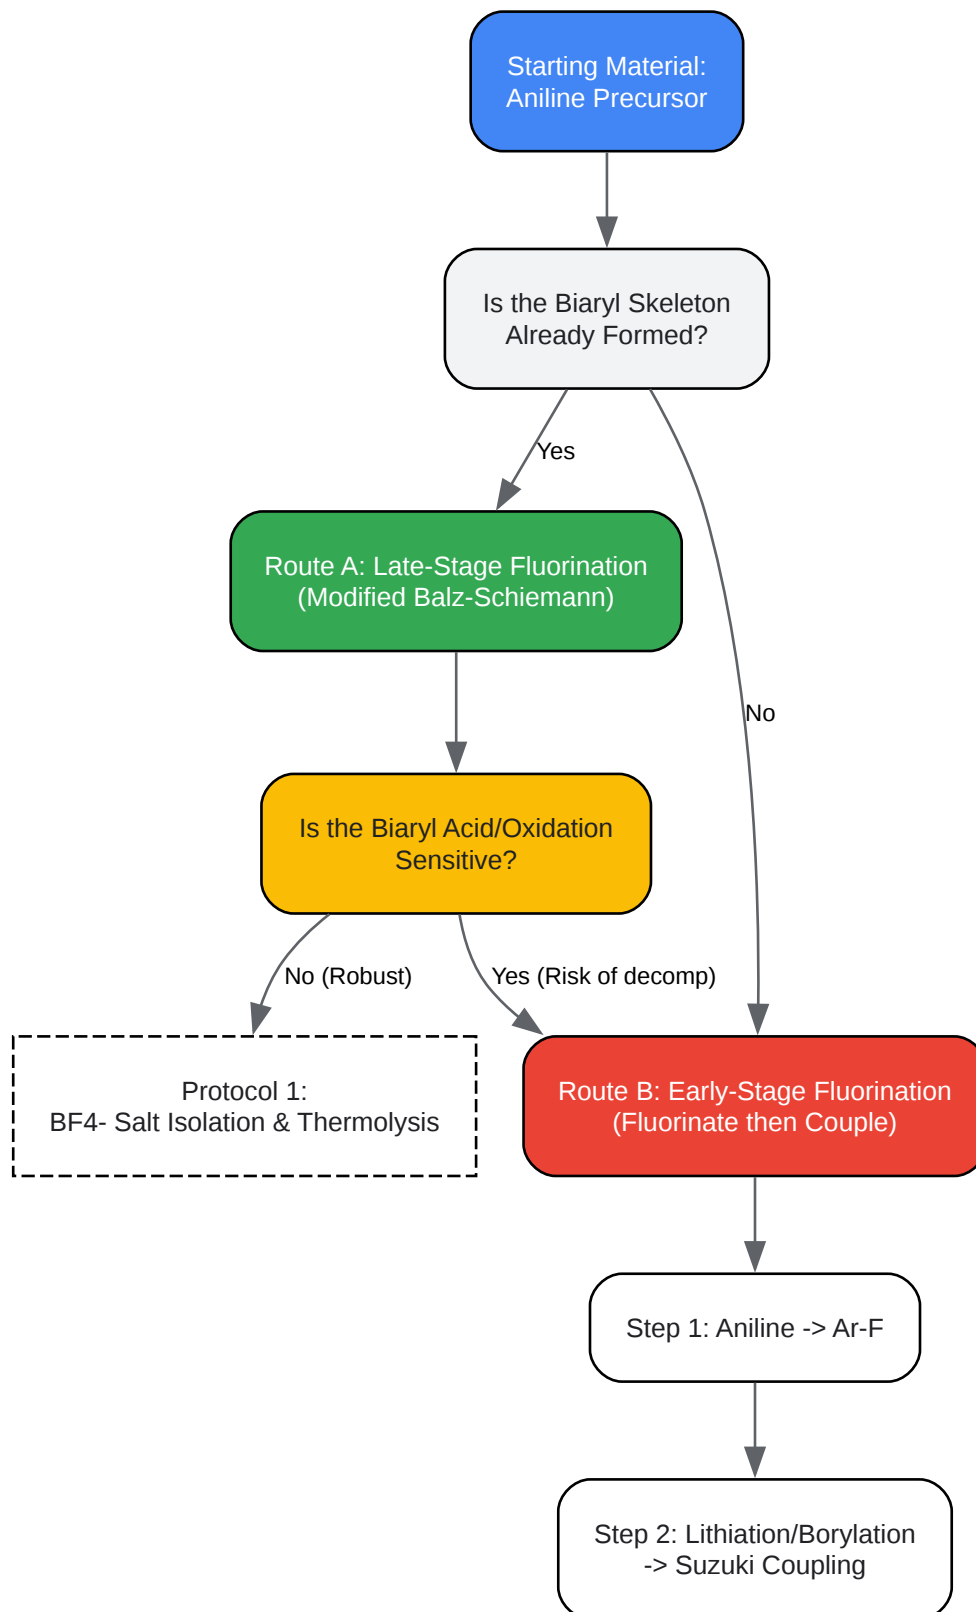 Starting Material:
Aniline Precursor
Is the Biaryl Skeleton
Already Formed?
Yes
Route A: Late-Stage Fluorination
(Modified Balz-Schiemann)
No
Is the Biaryl Acid/Oxidation
Sensitive?
No (Robust)
Yes (Risk of decomp)
Protocol 1:
BF4- Salt Isolation & Thermolysis
Route B: Early-Stage Fluorination
(Fluorinate then Couple)
Step 1: Aniline -> Ar-F
Step 2: Lithiation/Borylation
-> Suzuki Coupling